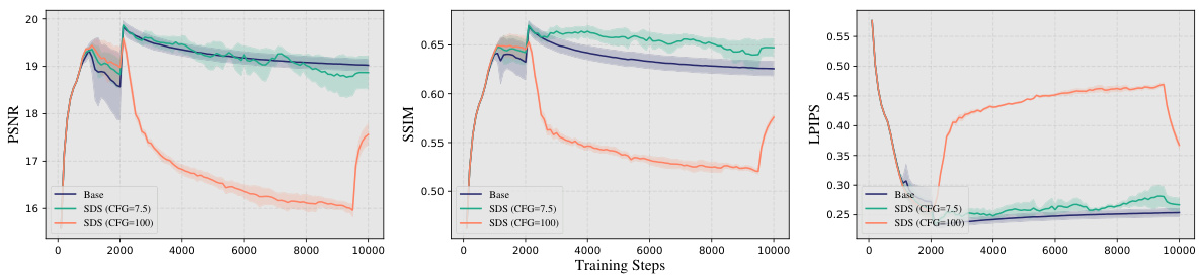 20
19
18
17
16
PSNR
0
2000
4000
6000
8000
10000
Base
SDS (CFG=7.5)
SDS (CFG=100)
0.65
0.60
0.55
0.50
SSIM
0
2000
4000
6000
8000
10000
Base
SDS (CFG=7.5)
SDS (CFG=100)
Training Steps
0.55
0.50
0.45
0.40
0.35
0.30
0.25
LPIPS
0
2000
4000
6000
8000
10000
Base
SDS (CFG=7.5)
SDS (CFG=100)